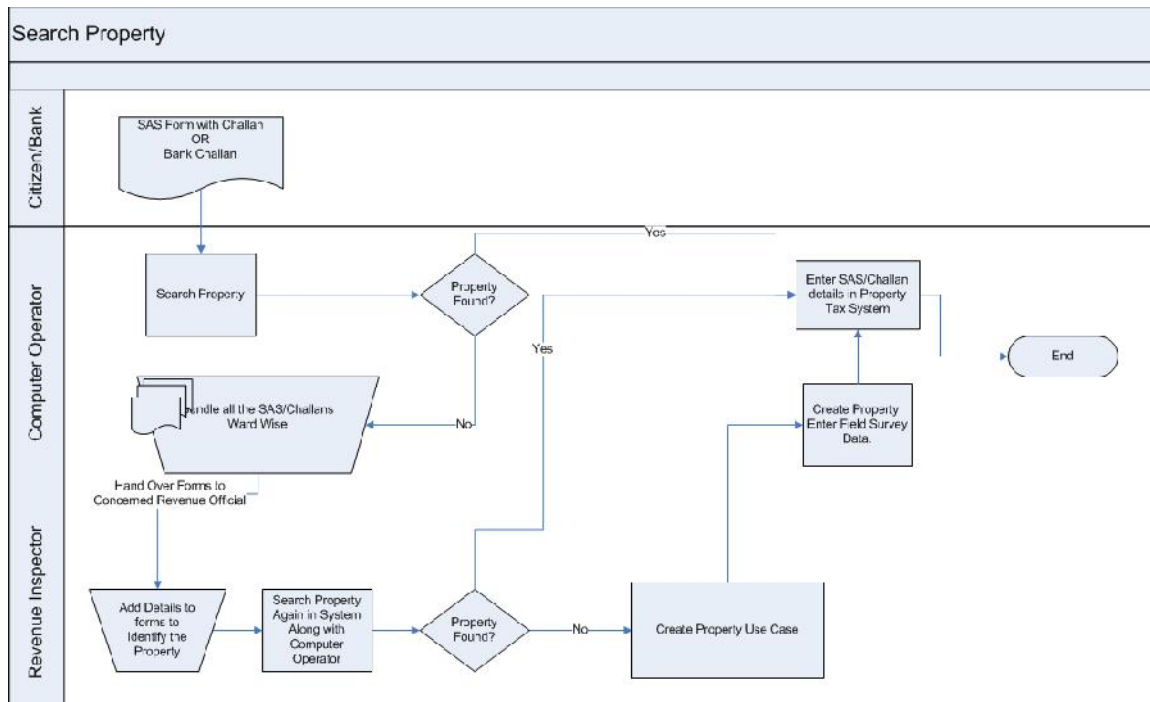 Search Property
Citizen/Bank
SAS Form with Challan
OR
Bank Challan
Computer Operator
Search Property
Property
Found?
Yes
No
Enter SAS/Challan
details in Property
Tax System
End
Yes
andle all the SAS/Challans
Ward Wise
Create Property
Enter Field Survey
Data.
Hand Over Forms to
Concerned Revenue Official
Revenue Inspector
Add Details to
forms to
Identify the
Property
Search Property
Again in System
Along with
Computer
Operator
Property
Found?
No
Create Property Use Case